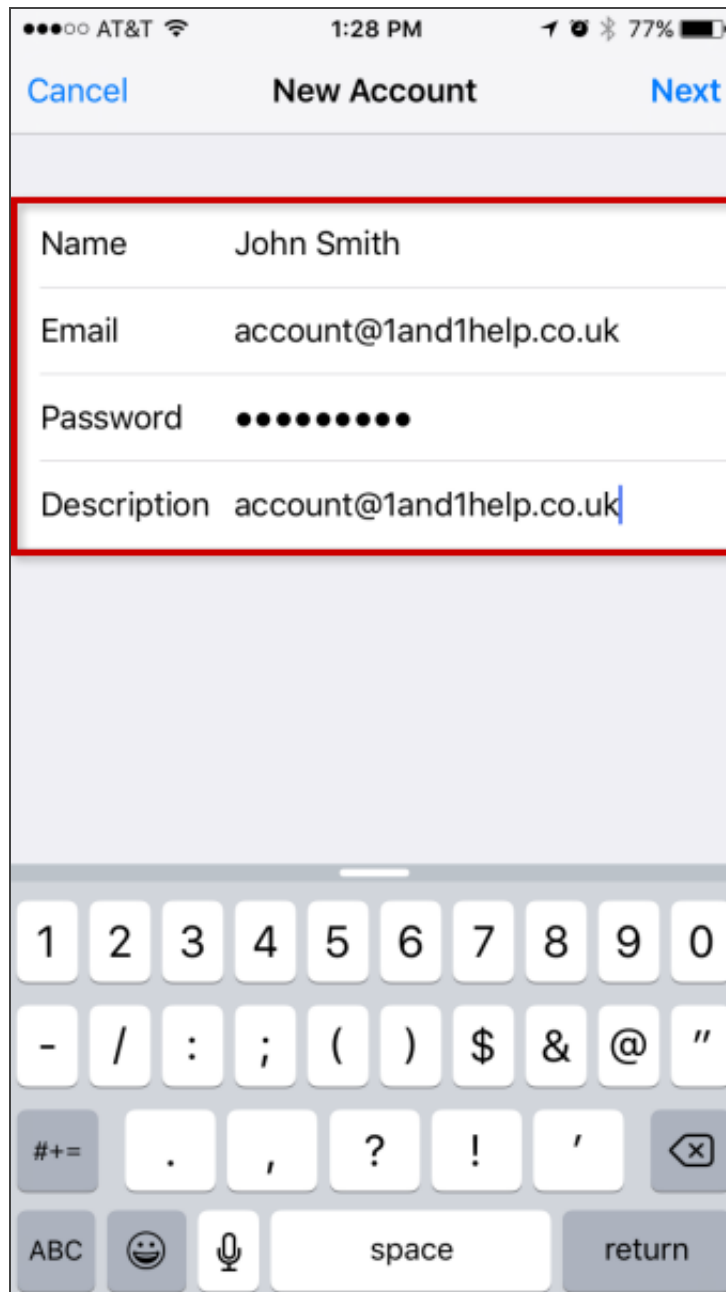 AT&T 1:28 PM 77%
Cancel New Account Next
Name John Smith
Email account@1and1help.co.uk
Password •••••••••
Description account@1and1help.co.uk
1 2 3 4 5 6 7 8 9 0
- / : ; ( ) $ & @ "
#+= . , ? ! '
ABC space return